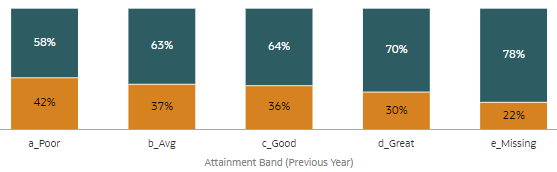 58% 63% 64% 70% 78%
42% 37% 36% 30% 22%
a_Poor b_Avg c_Good d_Great e_Missing
Attainment Band (Previous Year)